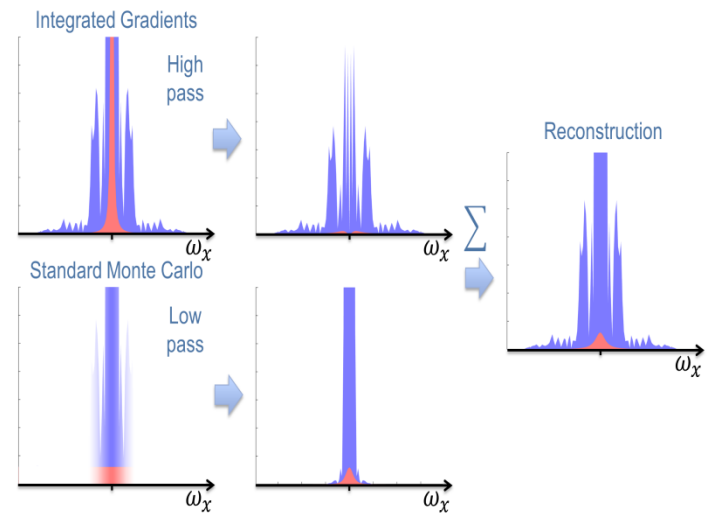 Integrated Gradients
High
pass
ωx
ωx
Reconstruction
∑
ωx
Standard Monte Carlo
Low
pass
ωx
ωx